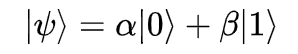 |ψ⟩ = α|0⟩ + β|1⟩